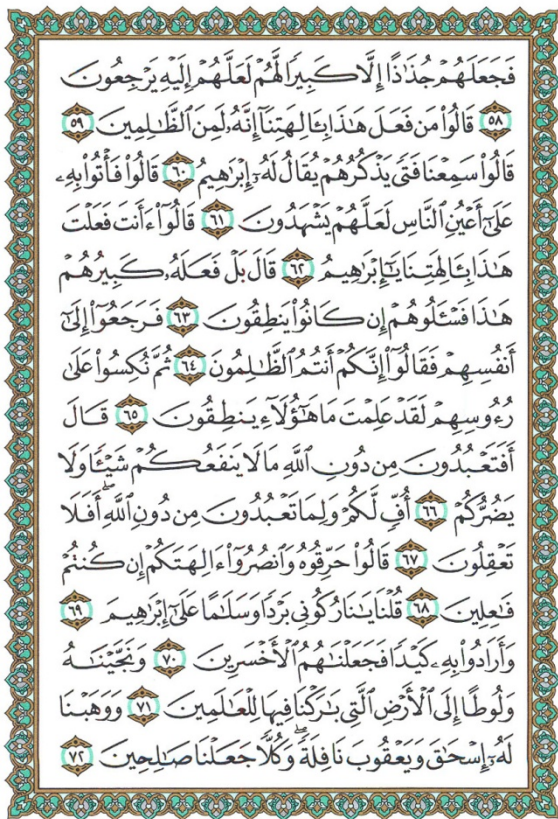 فَجَعَلَهُمْ جُذَٰذًا إِلَّا كَبِيرًا لَّهُمْ لَعَلَّهُمْ إِلَيْهِ يَرْجِعُونَ
٥٨ قَالُوا۟ مَن فَعَلَ هَٰذَا بِـَٔالِهَتِنَآ إِنَّهُۥ لَمِنَ ٱلظَّٰلِمِينَ ٥٩
قَالُوا۟ سَمِعْنَا فَتًى يَذْكُرُهُمْ يُقَالُ لَهُۥٓ إِبْرَٰهِيمُ ٦٠ قَالُوا۟ فَأْتُوا۟ بِهِۦ
عَلَىٰٓ أَعْيُنِ ٱلنَّاسِ لَعَلَّهُمْ يَشْهَدُونَ ٦١ قَالُوٓا۟ ءَأَنتَ فَعَلْتَ
هَٰذَا بِـَٔالِهَتِنَا يَٰٓإِبْرَٰهِيمُ ٦٢ قَالَ بَلْ فَعَلَهُۥ كَبِيرُهُمْ
هَٰذَا فَسْـَٔلُوهُمْ إِن كَانُوا۟ يَنطِقُونَ ٦٣ فَرَجَعُوٓا۟ إِلَىٰٓ
أَنفُسِهِمْ فَقَالُوٓا۟ إِنَّكُمْ أَنتُمُ ٱلظَّٰلِمُونَ ٦٤ ثُمَّ نُكِسُوا۟ عَلَىٰ
رُءُوسِهِمْ لَقَدْ عَلِمْتَ مَا هَٰٓؤُلَآءِ يَنطِقُونَ ٦٥ قَالَ
أَفَتَعْبُدُونَ مِن دُونِ ٱللَّهِ مَا لَا يَنفَعُكُمْ شَيْـًٔا وَلَا
يَضُرُّكُمْ ٦٦ أُفٍّ لَّكُمْ وَلِمَا تَعْبُدُونَ مِن دُونِ ٱللَّهِ ۖ أَفَلَا
تَعْقِلُونَ ٦٧ قَالُوا۟ حَرِّقُوهُ وَٱنصُرُوٓا۟ ءَالِهَتَكُمْ إِن كُنتُمْ
فَٰعِلِينَ ٦٨ قُلْنَا يَٰنَارُ كُونِى بَرْدًا وَسَلَٰمًا عَلَىٰٓ إِبْرَٰهِيمَ ٦٩
وَأَرَادُوا۟ بِهِۦ كَيْدًا فَجَعَلْنَٰهُمُ ٱلْأَخْسَرِينَ ٧٠ وَنَجَّيْنَٰهُ
وَلُوطًا إِلَى ٱلْأَرْضِ ٱلَّتِى بَٰرَكْنَا فِيهَا لِلْعَٰلَمِينَ ٧١ وَوَهَبْنَا
لَهُۥٓ إِسْحَٰقَ وَيَعْقُوبَ نَافِلَةً ۖ وَكُلًّا جَعَلْنَا صَٰلِحِينَ ٧٢